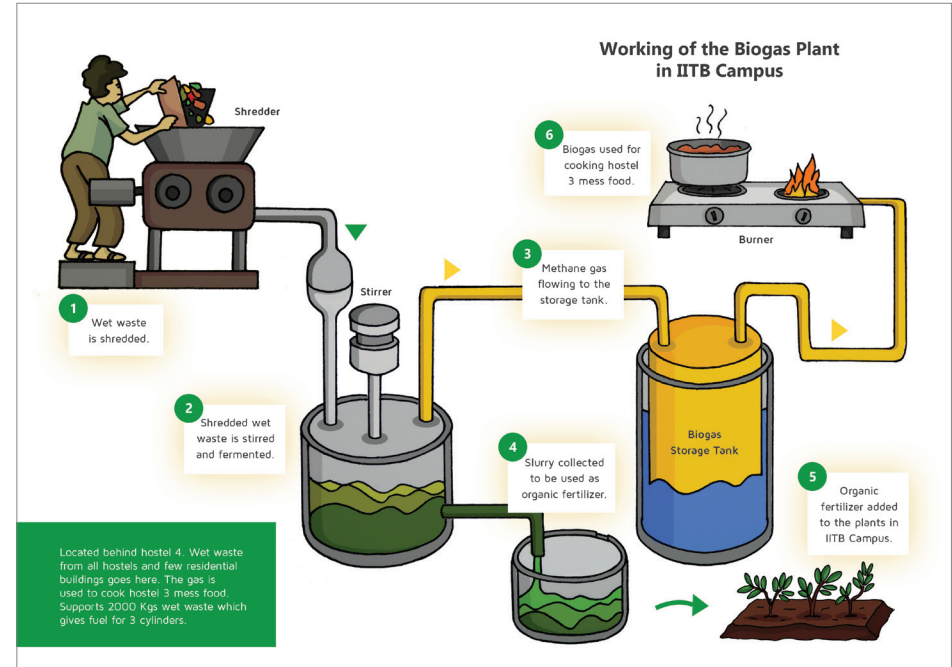 Working of the Biogas Plant
in IITB Campus
Shredder
1
Wet waste
is shredded.
Stirrer
2
Shredded wet
waste is stirred
and fermented.
3
Methane gas
flowing to the
storage tank.
4
Slurry collected
to be used as
organic fertilizer.
5
Organic
fertilizer added
to the plants in
IITB Campus.
6
Biogas used for
cooking hostel
3 mess food.
Burner
Biogas
Storage Tank
Located behind hostel 4. Wet waste
from all hostels and few residential
buildings goes here. The gas is
used to cook hostel 3 mess food.
Supports 2000 Kgs wet waste which
gives fuel for 3 cylinders.